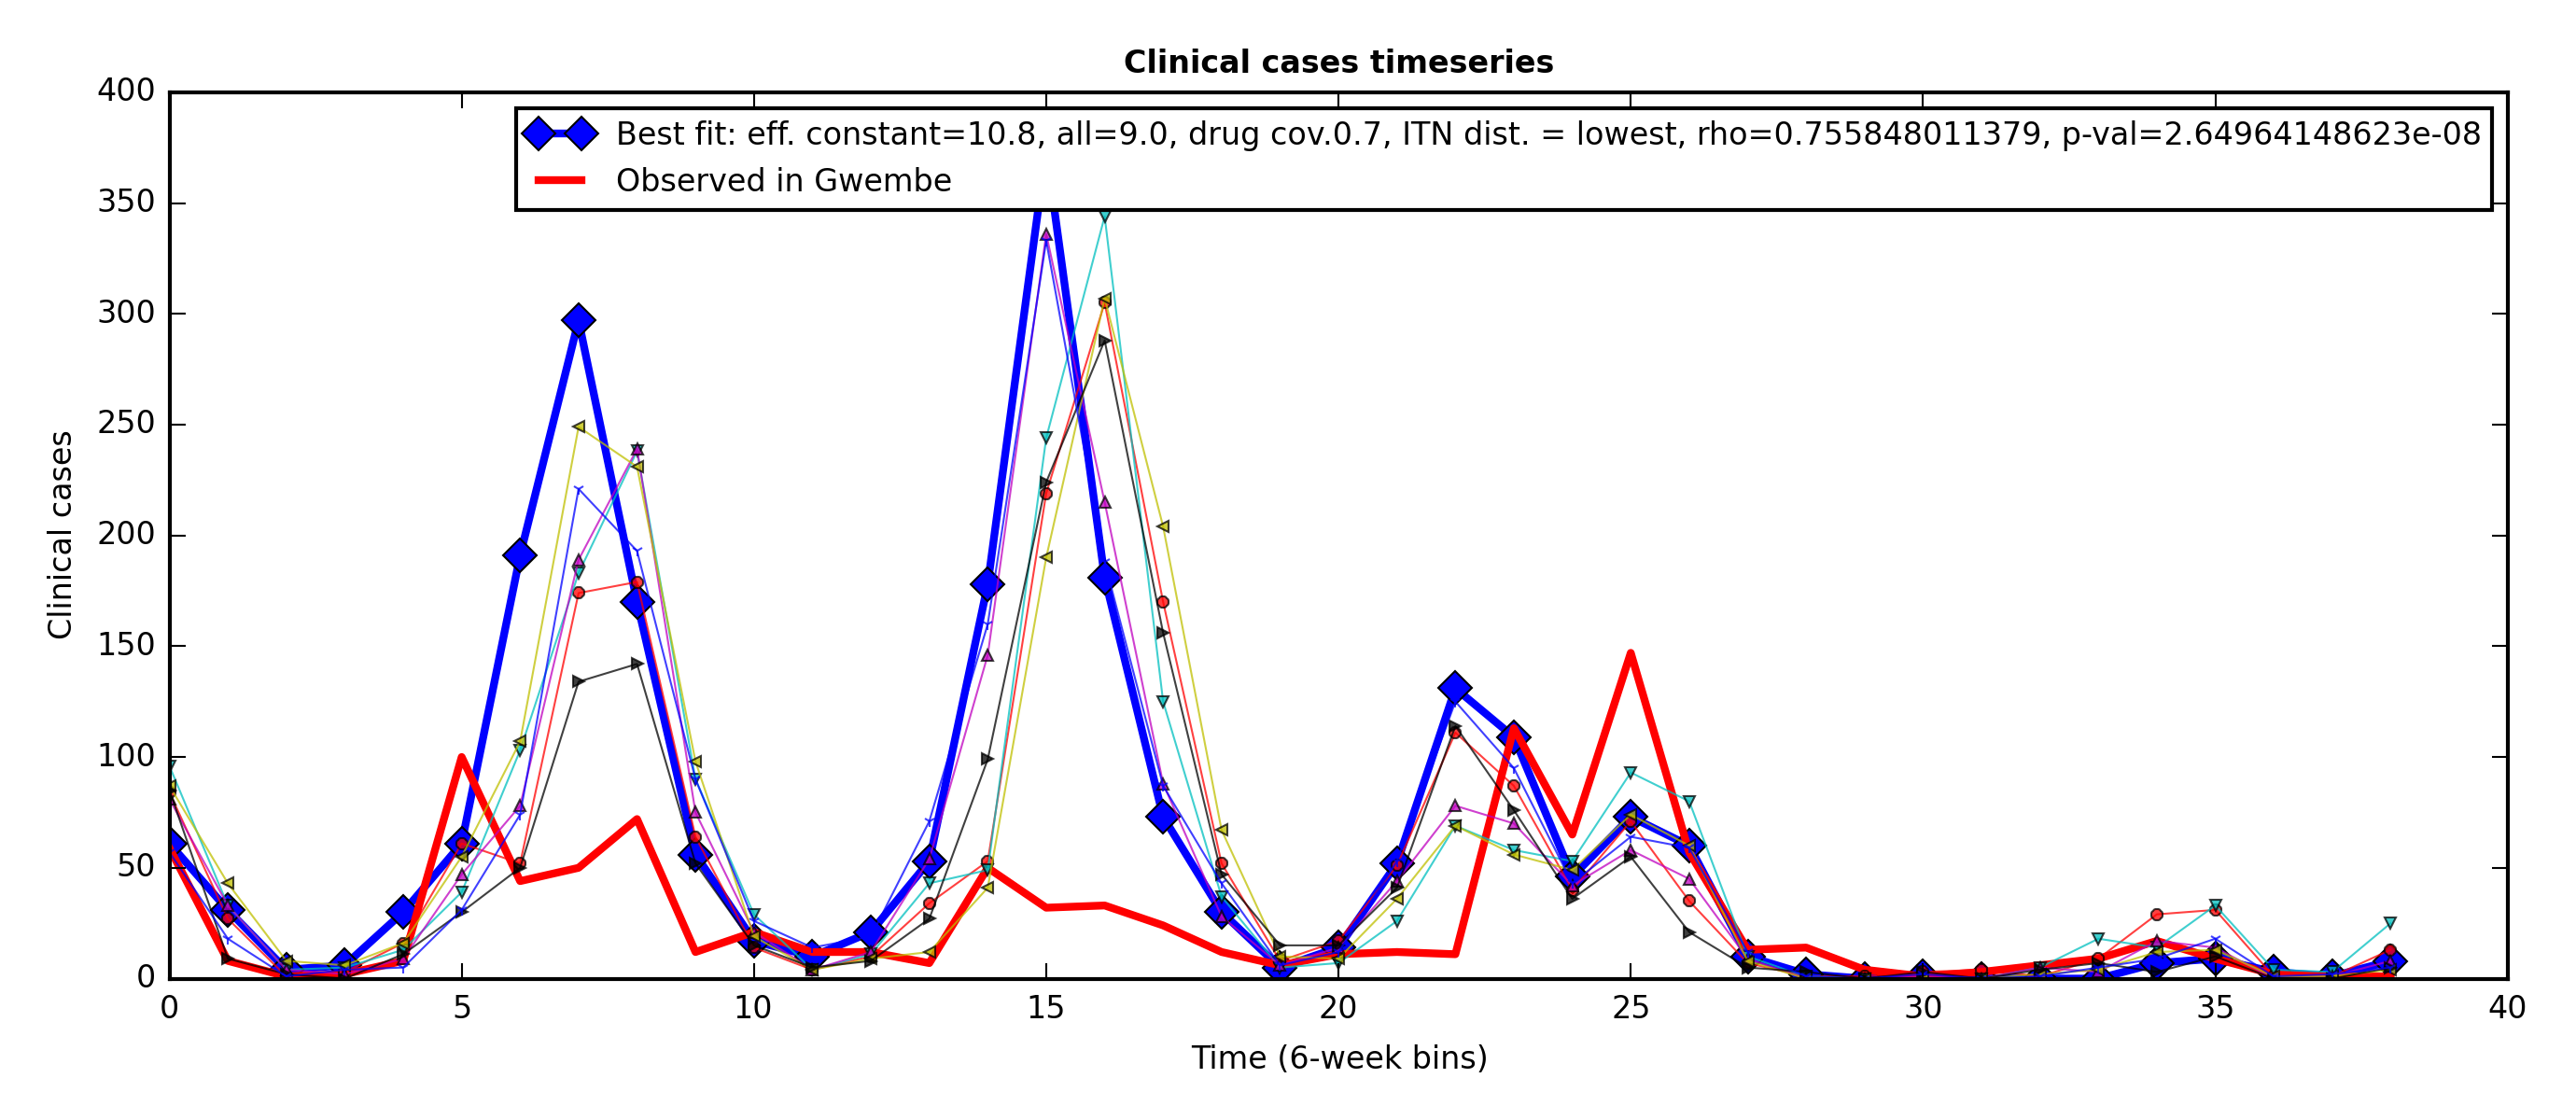 Clinical cases timeseries
Best fit: eff. constant=10.8, all=9.0, drug cov.0.7, ITN dist. = lowest, rho=0.755848011379, p-val=2.64964148623e-08
Observed in Gwembe
400
350
300
250
200
150
100
50
0
Clinical cases
0 5 10 15 20 25 30 35 40
Time (6-week bins)